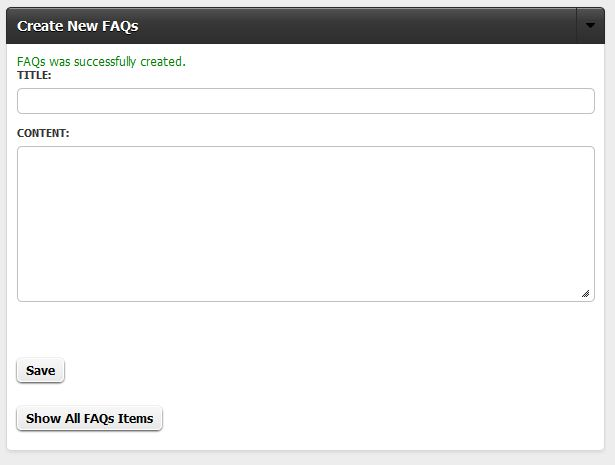 Create New FAQs
FAQs was successfully created.
TITLE:
CONTENT:
Save
Show All FAQs Items